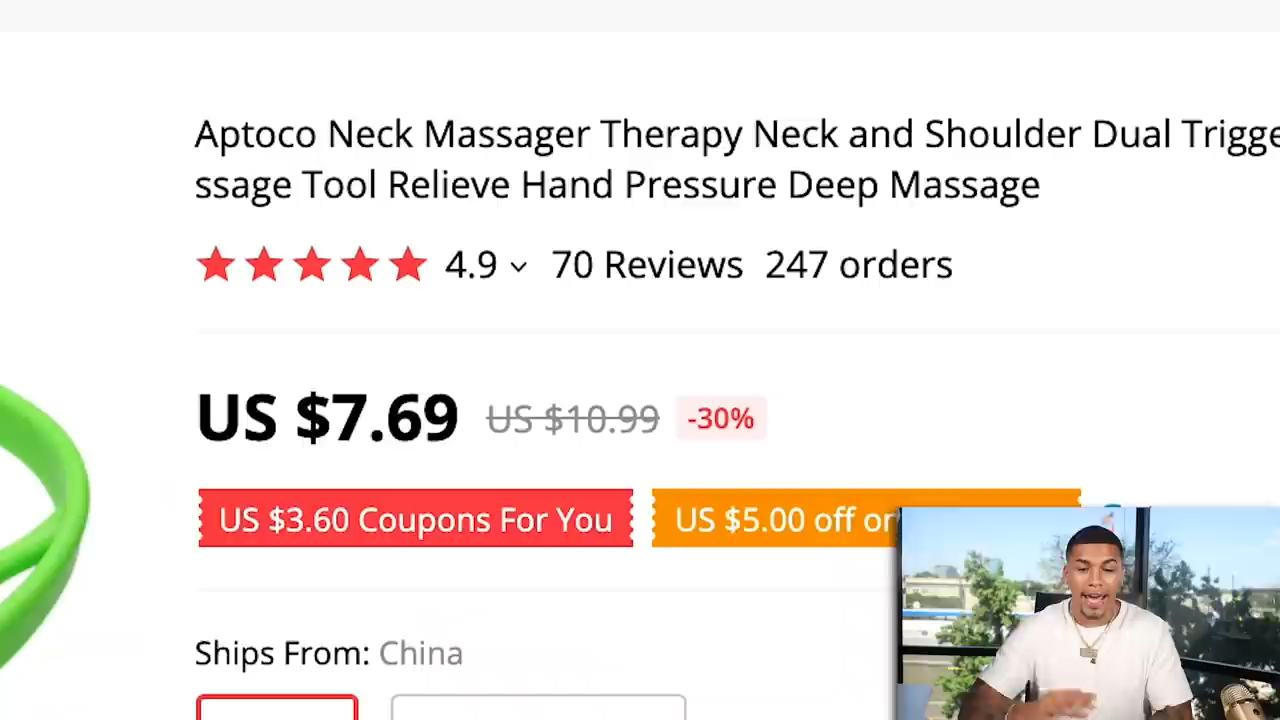 Aptoco Neck Massager Therapy Neck and Shoulder Dual Trigge
ssage Tool Relieve Hand Pressure Deep Massage
4.9 70 Reviews 247 orders
US $7.69 US $10.99 -30%
US $3.60 Coupons For You US $5.00 off
Ships From: China